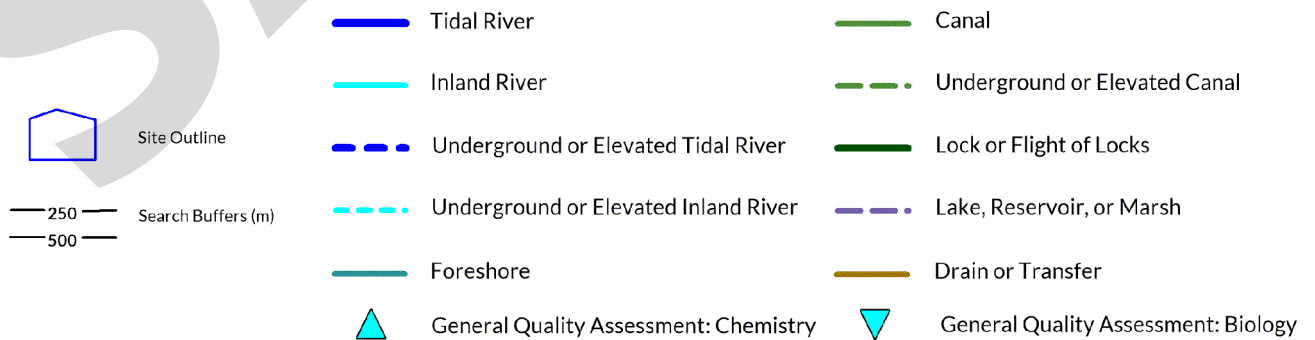 Tidal River
Canal
Inland River
Underground or Elevated Canal
Site Outline
Underground or Elevated Tidal River
Lock or Flight of Locks
250
Search Buffers (m)
500
Underground or Elevated Inland River
Lake, Reservoir, or Marsh
Foreshore
Drain or Transfer
General Quality Assessment: Chemistry
General Quality Assessment: Biology